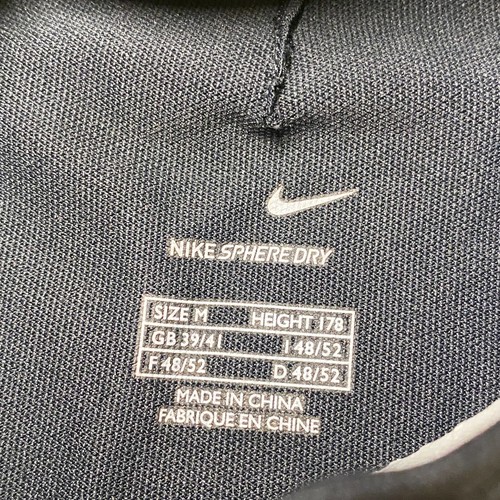 NIKE SPHERE DRY
SIZE M HEIGHT 178
GB 39/41 I 48/52
F. 48/52 D. 48/52
MADE IN CHINA
FABRIQUE EN CHINE